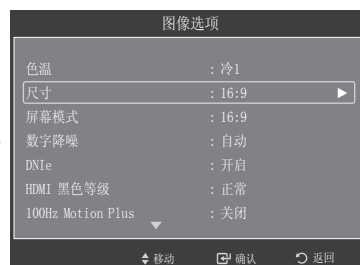 图像选项
色温 : 冷1
尺寸 : 16:9
屏幕模式 : 16:9
数字降噪 : 自动
DNIe : 开启
HDMI 黑色等级 : 正常
100Hz Motion Plus : 关闭
移动 确认 返回